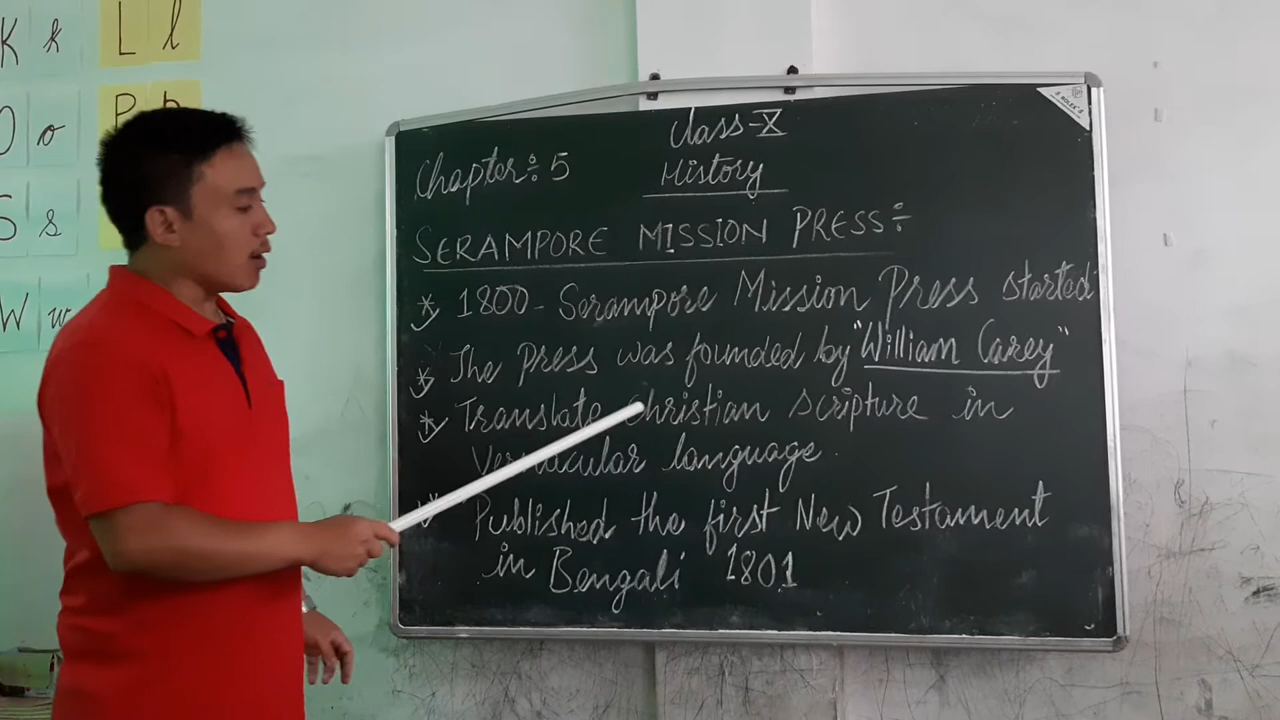 K k
L l
O o
P p
S s
W w
Class-X
Chapter÷5
History
SERAMPORE MISSION PRESS÷
* 1800-Serampore Mission Press started
* The press was founded by "William Carey"
* Translate Christian scripture in
Vernacular language.
* Published the first New Testament
in Bengali 1801